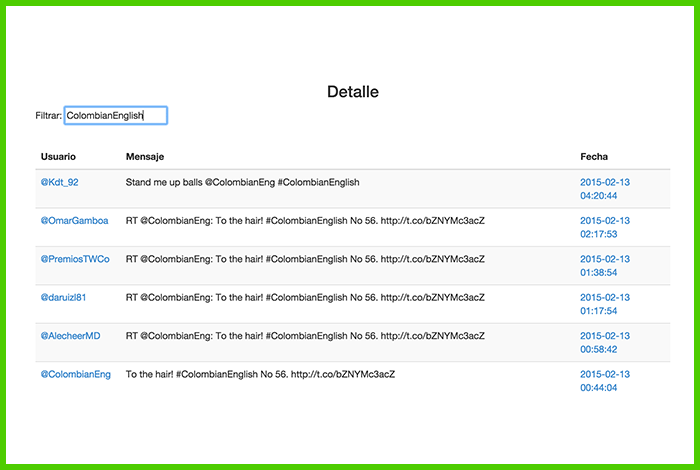 Detalle
Filtrar: ColombianEnglish
Usuario Mensaje Fecha
@Kdt_92 Stand me up balls @ColombianEng #ColombianEnglish 2015-02-13
04:20:44
@OmarGamboa RT @ColombianEng: To the hair! #ColombianEnglish No 56. http://t.co/bZNYMc3acZ 2015-02-13
02:17:53
@PremiosTWCo RT @ColombianEng: To the hair! #ColombianEnglish No 56. http://t.co/bZNYMc3acZ 2015-02-13
01:38:54
@daruizl81 RT @ColombianEng: To the hair! #ColombianEnglish No 56. http://t.co/bZNYMc3acZ 2015-02-13
01:17:54
@AlecheerMD RT @ColombianEng: To the hair! #ColombianEnglish No 56. http://t.co/bZNYMc3acZ 2015-02-13
00:58:42
@ColombianEng To the hair! #ColombianEnglish No 56. http://t.co/bZNYMc3acZ 2015-02-13
00:44:04